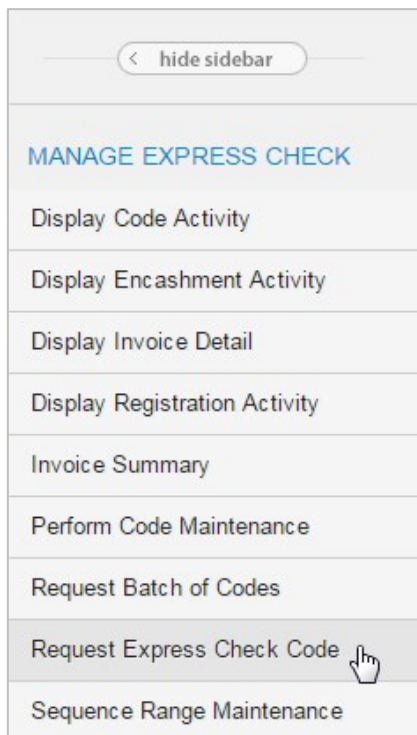 hide sidebar
MANAGE EXPRESS CHECK
Display Code Activity
Display Encashment Activity
Display Invoice Detail
Display Registration Activity
Invoice Summary
Perform Code Maintenance
Request Batch of Codes
Request Express Check Code
Sequence Range Maintenance